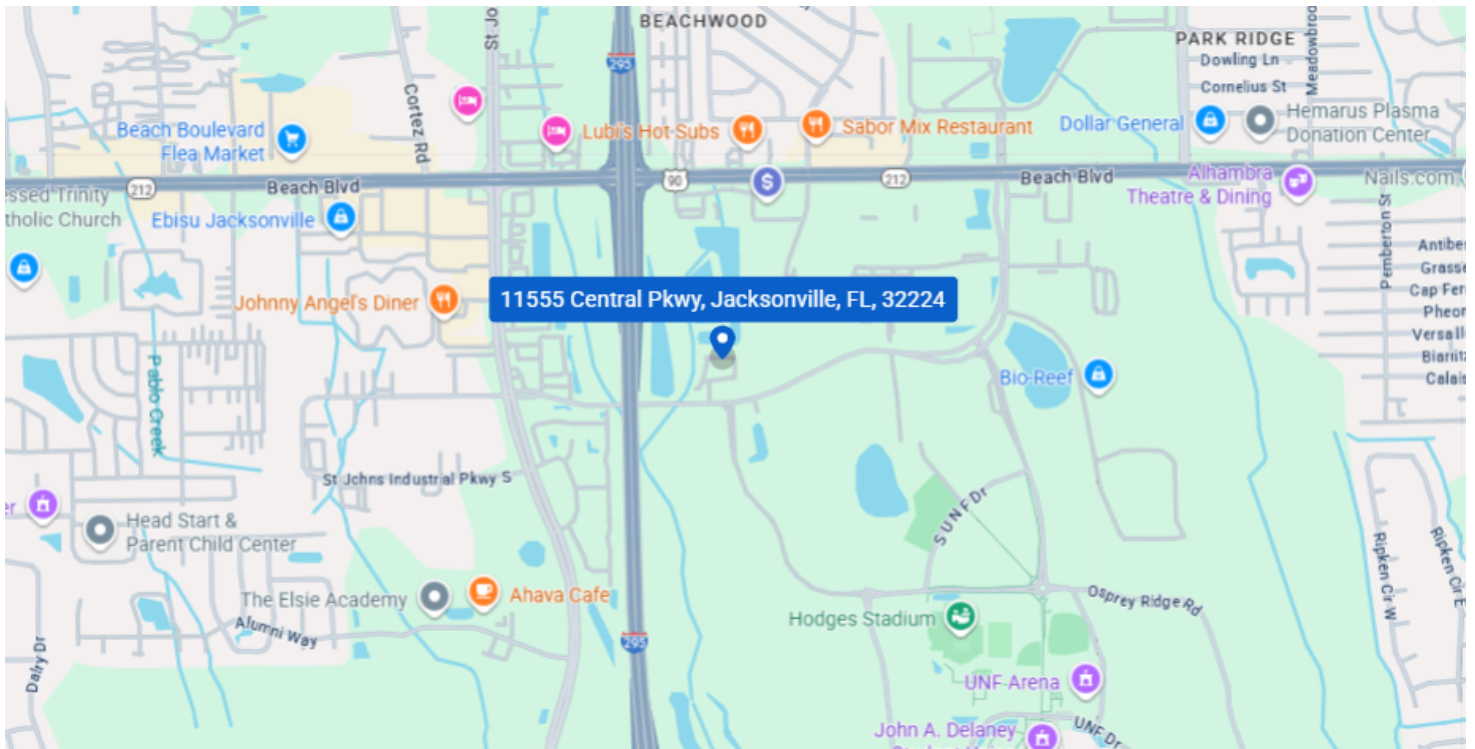 BEACHWOOD
St Jo
295
PARK RIDGE
Dowling Ln
Meadowbroo
Cornelius St
Cortez Rd
Beach Boulevard
Flea Market
Lubi's Hot Subs
Sabor Mix Restaurant
Dollar General
Hemarus Plasma
Donation Center
212
Beach Blvd
90
$
212
Beach Blvd
Alhambra
Theatre & Dining
Nails.com
essed Trinity
tholic Church
Ebisu Jacksonville
Pemberton St
Antiber
Grasse
Cap Fer
Pheon
Versaill
Biarritz
Calais
Johnny Angel's Diner
11555 Central Pkwy, Jacksonville, FL, 32224
Pablo Creek
Bio-Reef
St Johns Industrial Pkwy S
er
Head Start &
Parent Child Center
S UNF Dr
Ripken Cir W
Ripken Cir E
The Elsie Academy
Ahava Cafe
Osprey Ridge Rd
Hodges Stadium
Alumni Way
295
Dalry Dr
UNF Arena
John A. Delaney
UNF Dr